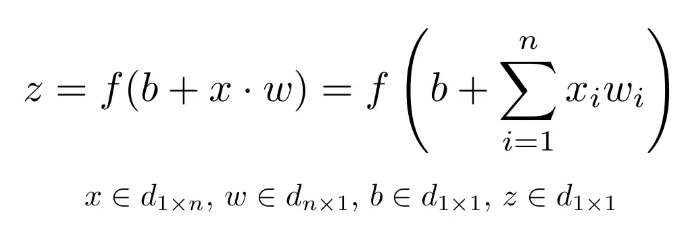 z = f(b + x · w) = f(b + ∑_{i=1}^{n} x_i w_i)
x ∈ d_{1×n}, w ∈ d_{n×1}, b ∈ d_{1×1}, z ∈ d_{1×1}